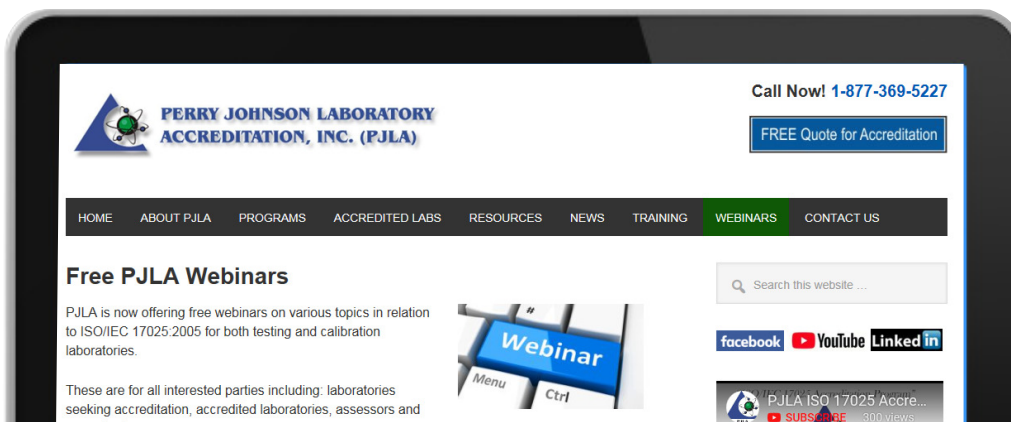 Call Now! 1-877-369-5227
PERRY JOHNSON LABORATORY
ACCREDITATION, INC. (PJLA)
FREE Quote for Accreditation
HOME ABOUT PJLA PROGRAMS ACCREDITED LABS RESOURCES NEWS TRAINING WEBINARS CONTACT US
Free PJLA Webinars
PJLA is now offering free webinars on various topics in relation
to ISO/IEC 17025:2005 for both testing and calibration
laboratories.
These are for all interested parties including: laboratories
seeking accreditation, accredited laboratories, assessors and
#
Webinar
Menu
Ctrl
Search this website ...
facebook YouTube Linked in
PJLA ISO 17025 Accre...
SUBSCRIBE 300 views